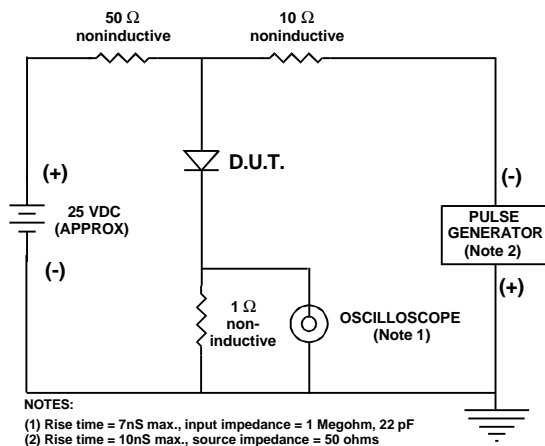 50 Ω
noninductive
10 Ω
noninductive
D.U.T.
(+)
25 VDC
(APPROX)
(-)
(-)
PULSE
GENERATOR
(Note 2)
(+)
1 Ω
non-
inductive
OSCILLOSCOPE
(Note 1)
NOTES:
(1) Rise time = 7nS max., input impedance = 1 Megohm, 22 pF
(2) Rise time = 10nS max., source impedance = 50 ohms